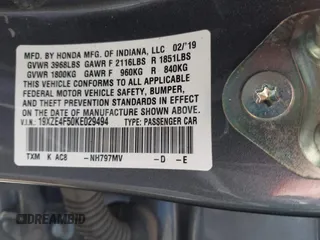 MFD. BY HONDA MFG. OF INDIANA, LLC 02/'19
GVWR 3968LBS GAWR F 2116LBS R 1851LBS
GVWR 1800KG GAWR F 960KG R 840KG
THIS VEHICLE CONFORMS TO ALL APPLICABLE
FEDERAL MOTOR VEHICLE SAFETY, BUMPER,
AND THEFT PREVENTION STANDARDS IN EFFECT
ON THE DATE OF MANUFACTURE SHOWN ABOVE.
V.I.N: 19XZE4F50KE029494 TYPE: PASSENGER CAR
TXM K AC8 -NH797MV -D -E
DREAMBID